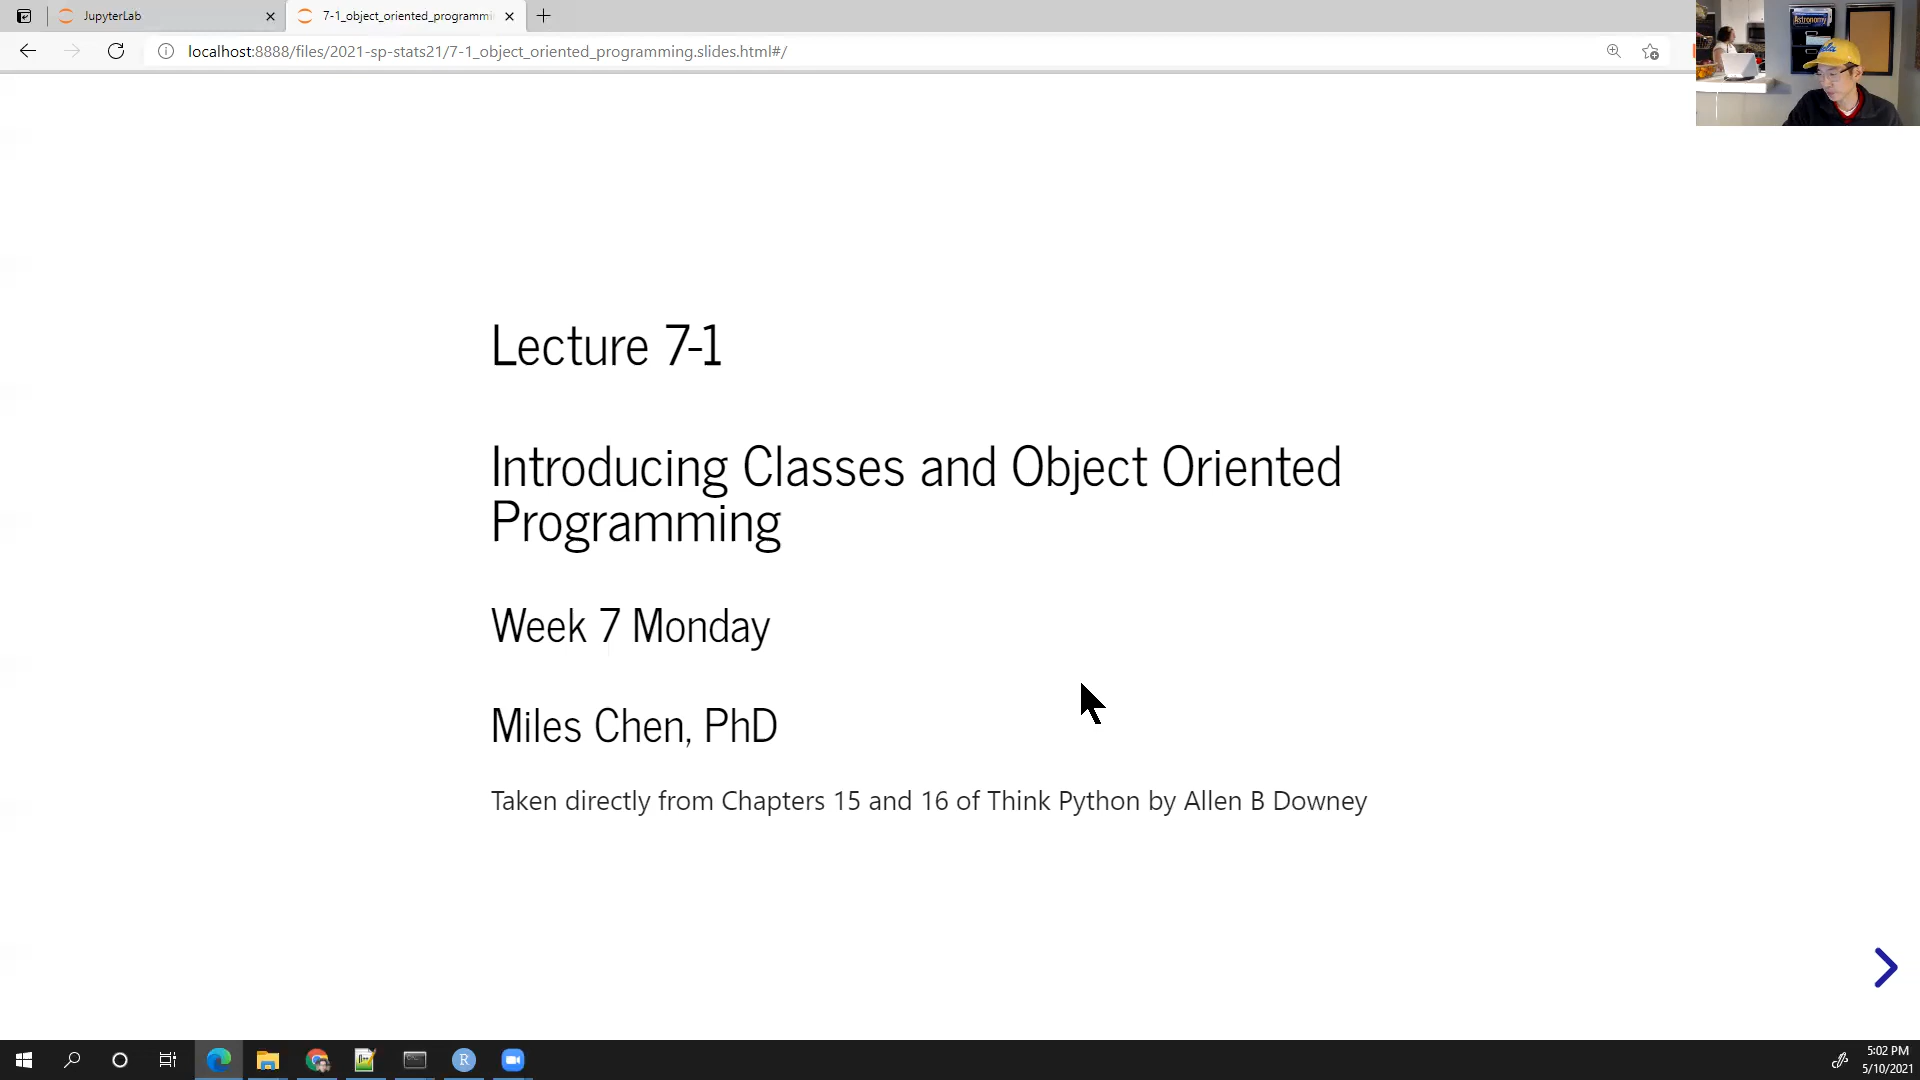 JupyterLab
7-1_object_oriented_programmi
localhost:8888/files/2021-sp-stats21/7-1_object_oriented_programming.slides.html#/
Astronomy
Lecture 7-1
Introducing Classes and Object Oriented
Programming
Week 7 Monday
Miles Chen, PhD
Taken directly from Chapters 15 and 16 of Think Python by Allen B Downey
R
5:02 PM
5/10/2021